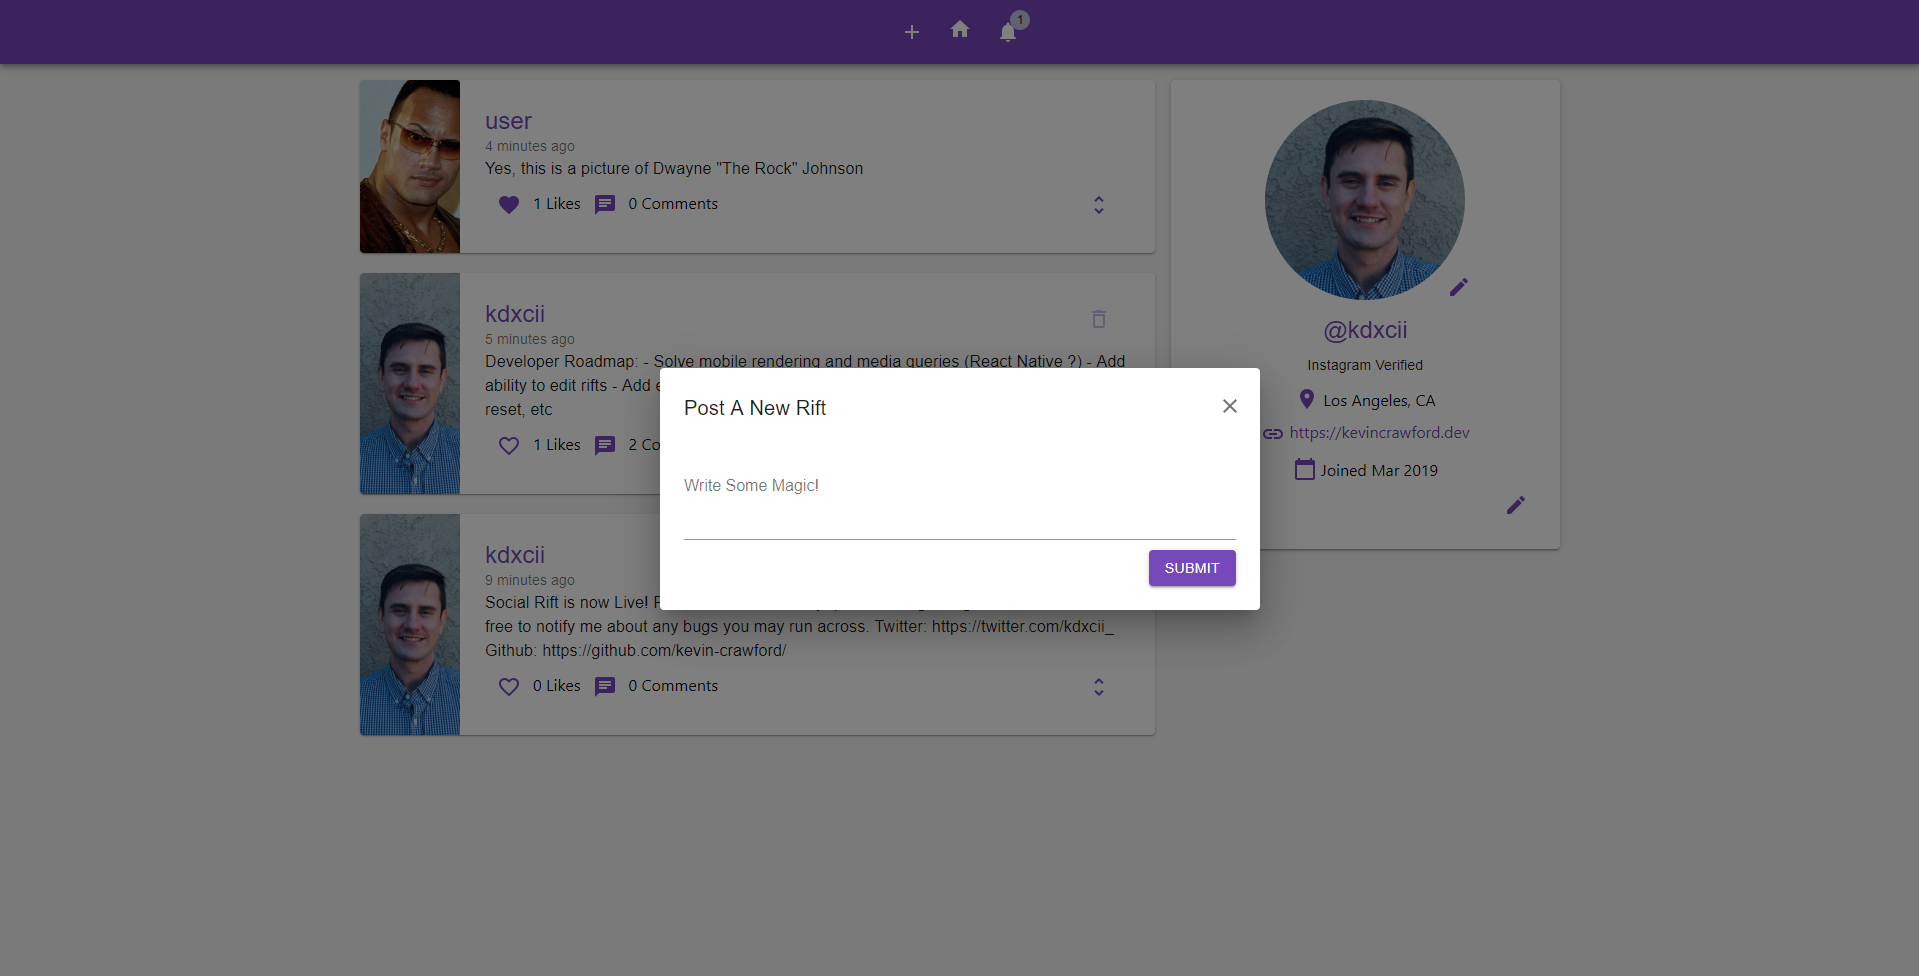 1
user
4 minutes ago
Yes, this is a picture of Dwayne "The Rock" Johnson
1 Likes 0 Comments
kdxcii
5 minutes ago
Developer Roadmap: - Solve mobile rendering and media queries (React Native ?) - Add
ability to edit rifts - Add
reset, etc
1 Likes 2
kdxcii
9 minutes ago
Social Rift is now Live!
free to notify me about any bugs you may run across. Twitter: https://twitter.com/kdxcii_
Github: https://github.com/kevin-crawford/
0 Likes 0 Comments
Post A New Rift
Write Some Magic!
SUBMIT
@kdxcii
Instagram Verified
Los Angeles, CA
https://kevincrawford.dev
Joined Mar 2019